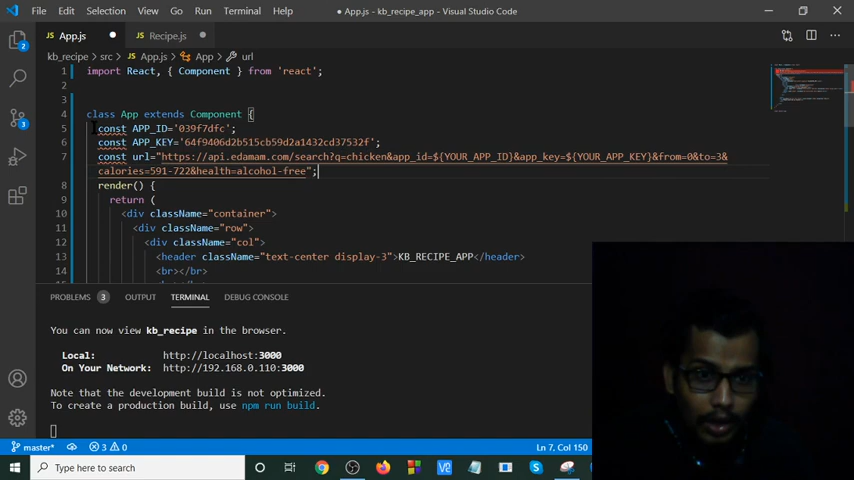 File Edit Selection View Go Run Terminal Help
● App.js - kb_recipe_app - Visual Studio Code
App.js
Recipe.js
kb_recipe > src > App.js > App > url
1 import React, { Component } from 'react';
2
3
4 class App extends Component {
5 const APP_ID='039f7dfc';
6 const APP_KEY='64f9406d2b515cb59d2a1432cd37532f';
7 const url="https://api.edamam.com/search?q=chicken&app_id=${YOUR_APP_ID}&app_key=${YOUR_APP_KEY}&from=0&to=3&
calories=591-722&health=alcohol-free";
8 render() {
9 return (
10 <div className="container">
11 <div className="row">
12 <div className="col">
13 <header className="text-center display-3">KB_RECIPE_APP</header>
14 <br></br>
PROBLEMS 3 OUTPUT TERMINAL DEBUG CONSOLE
You can now view kb_recipe in the browser.
Local: http://localhost:3000
On Your Network: http://192.168.0.110:3000
Note that the development build is not optimized.
To create a production build, use npm run build.
master* 3 0
Ln 7, Col 150
Type here to search